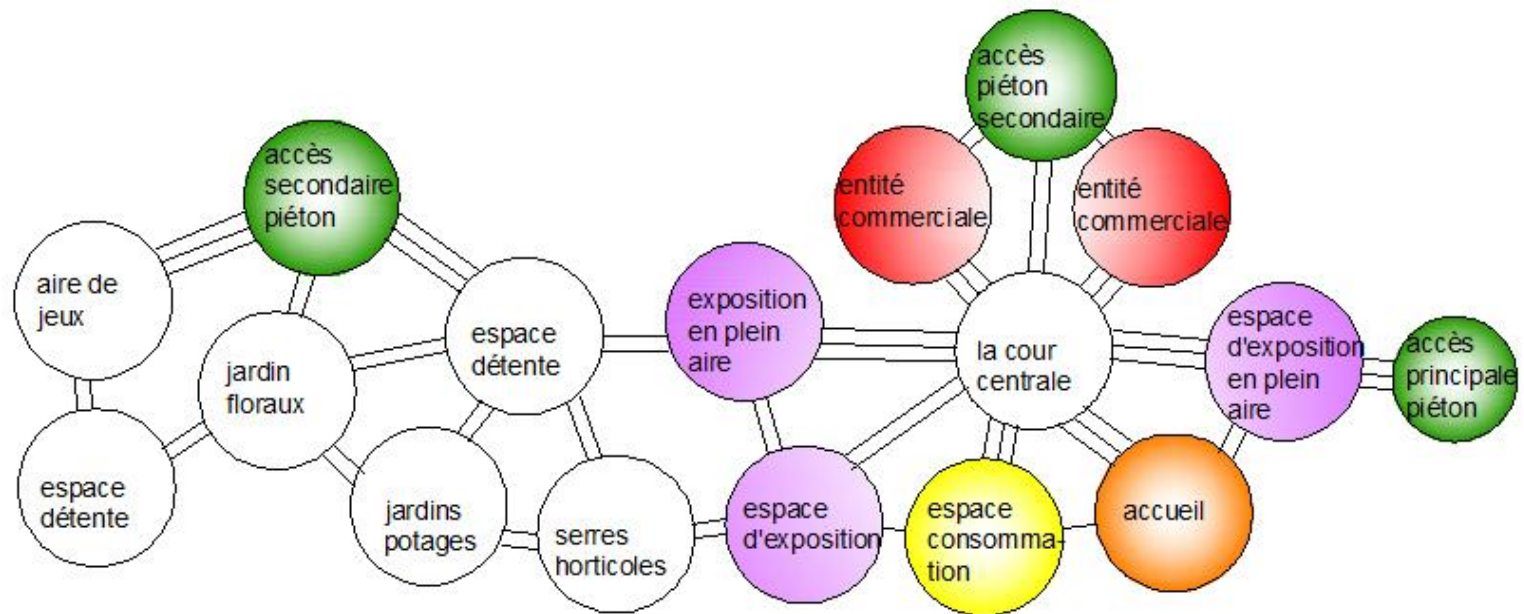 accès
piéton
secondaire
accès
secondaire
piéton
entité
commerciale
entité
commerciale
aire de
jeux
exposition
en plein
aire
espace
d'exposition
en plein
aire
espace
détente
la cour
centrale
accès
principale
piéton
jardin
floraux
espace
détente
jardins
potages
serres
horticoles
espace
d'exposition
espace
consomma-
tion
accueil